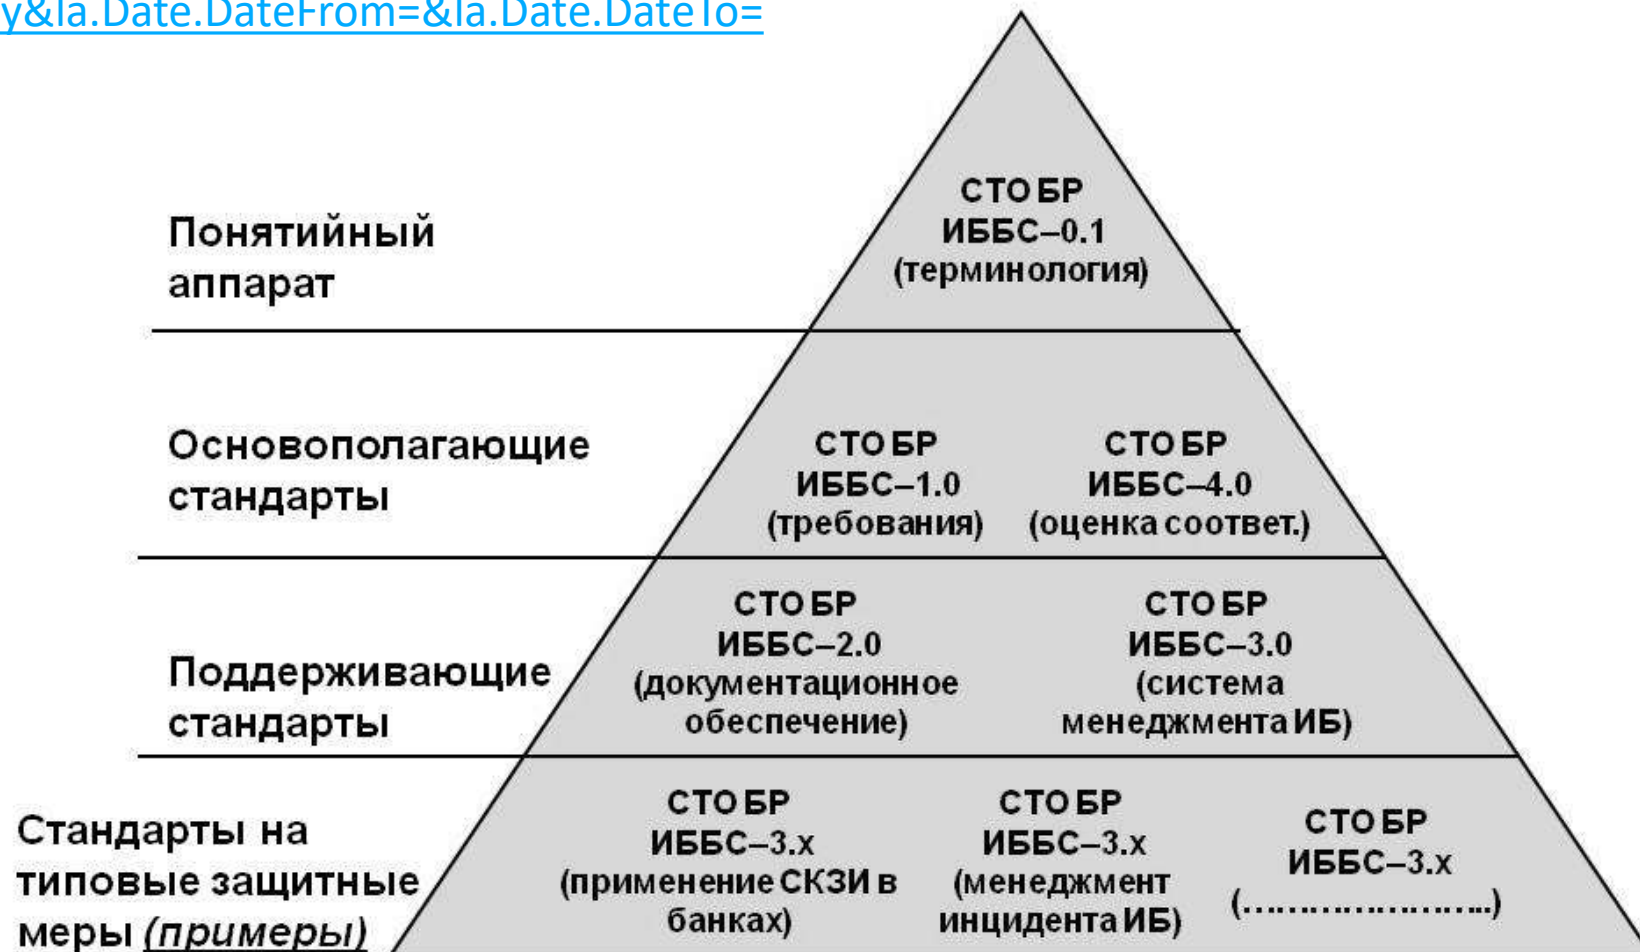 y&la.Date.DateFrom=&la.Date.DateTo=
СТО БР
ИББС–0.1
(терминология)
Понятийный
аппарат
Основополагающие
стандарты
СТО БР
ИББС–1.0
(требования)
СТО БР
ИББС–4.0
(оценка соответ.)
Поддерживающие
стандарты
СТО БР
ИББС–2.0
(документационное
обеспечение)
СТО БР
ИББС–3.0
(система
менеджмента ИБ)
Стандарты на
типовые защитные
меры (примеры)
СТО БР
ИББС–3.х
(применение СКЗИ в
банках)
СТО БР
ИББС–3.х
(менеджмент
инцидента ИБ)
СТО БР
ИББС–3.х
(…………………..)